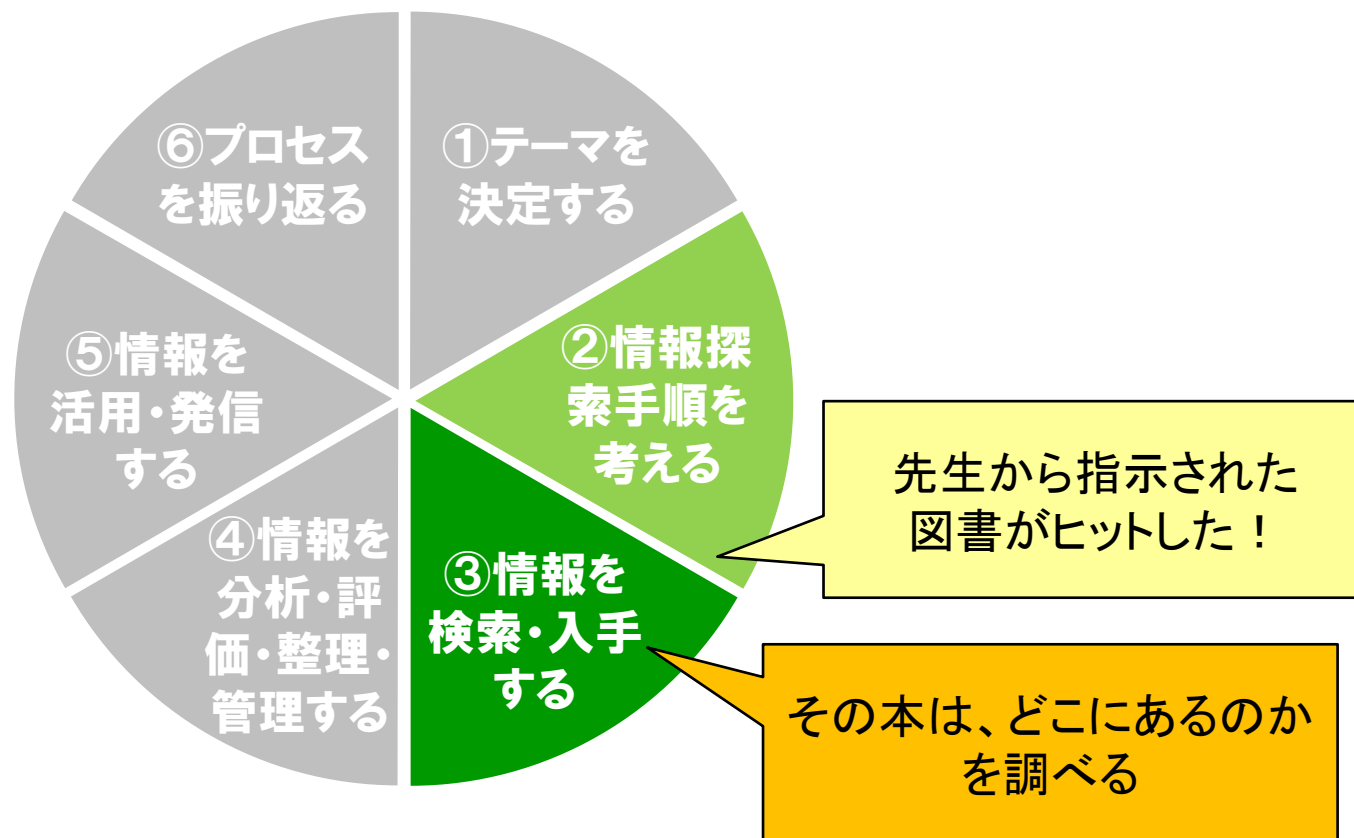 ①テーマを
決定する
②情報探
索手順を
考える
③情報を
検索・入手
する
④情報を
分析・評
価・整理・
管理する
⑤情報を
活用・発信
する
⑥プロセス
を振り返る
先生から指示された
図書がヒットした！
その本は、どこにあるのか
を調べる